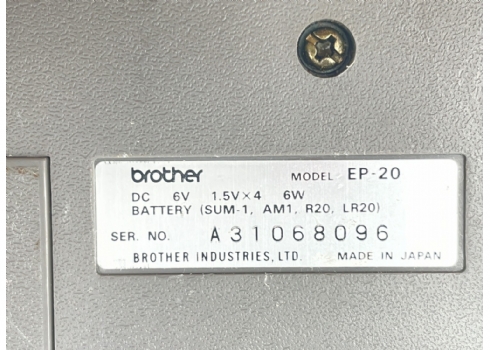 brother MODEL EP-20
DC 6V 1.5V×4 6W
BATTERY (SUM-1, AM1, R20, LR20)
SER. NO. A31068096
BROTHER INDUSTRIES, LTD. MADE IN JAPAN